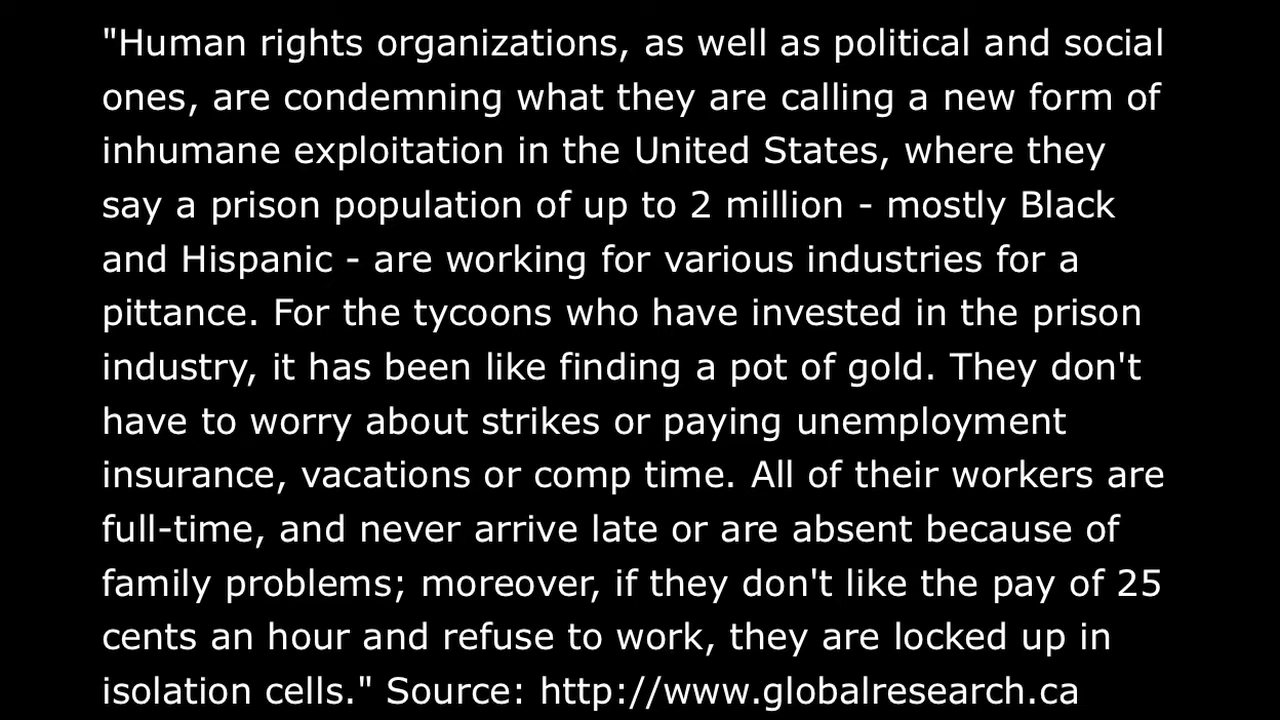 "Human rights organizations, as well as political and social
ones, are condemning what they are calling a new form of
inhumane exploitation in the United States, where they
say a prison population of up to 2 million - mostly Black
and Hispanic - are working for various industries for a
pittance. For the tycoons who have invested in the prison
industry, it has been like finding a pot of gold. They don't
have to worry about strikes or paying unemployment
insurance, vacations or comp time. All of their workers are
full-time, and never arrive late or are absent because of
family problems; moreover, if they don't like the pay of 25
cents an hour and refuse to work, they are locked up in
isolation cells." Source: http://www.globalresearch.ca